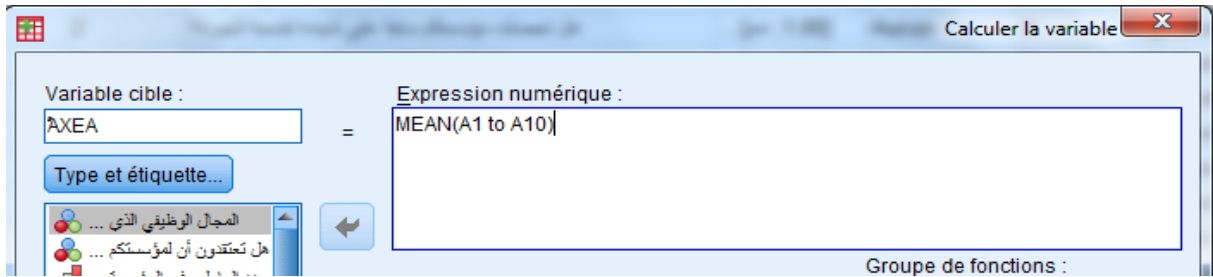 Calculer la variable
Variable cible :
Expression numérique :
AXEA
=
MEAN(A1 to A10)
Type et étiquette...
المجال الوظيفي الذي ...
هل تعتقدون أن لمؤسستكم ...
Groupe de fonctions :